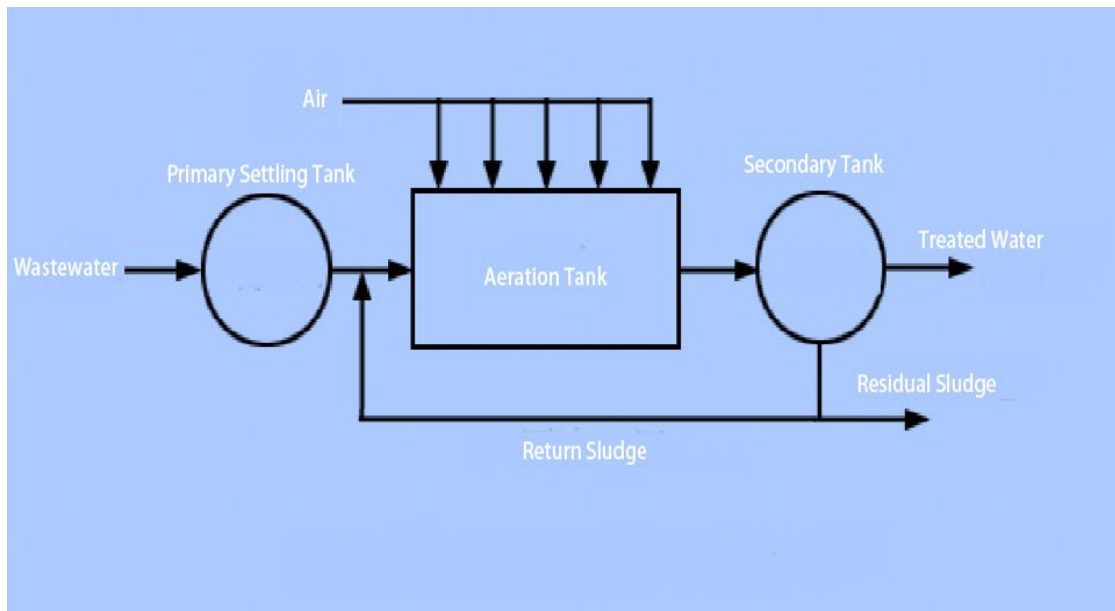 Air
Primary Settling Tank
Secondary Tank
Wastewater
Aeration Tank
Treated Water
Residual Sludge
Return Sludge